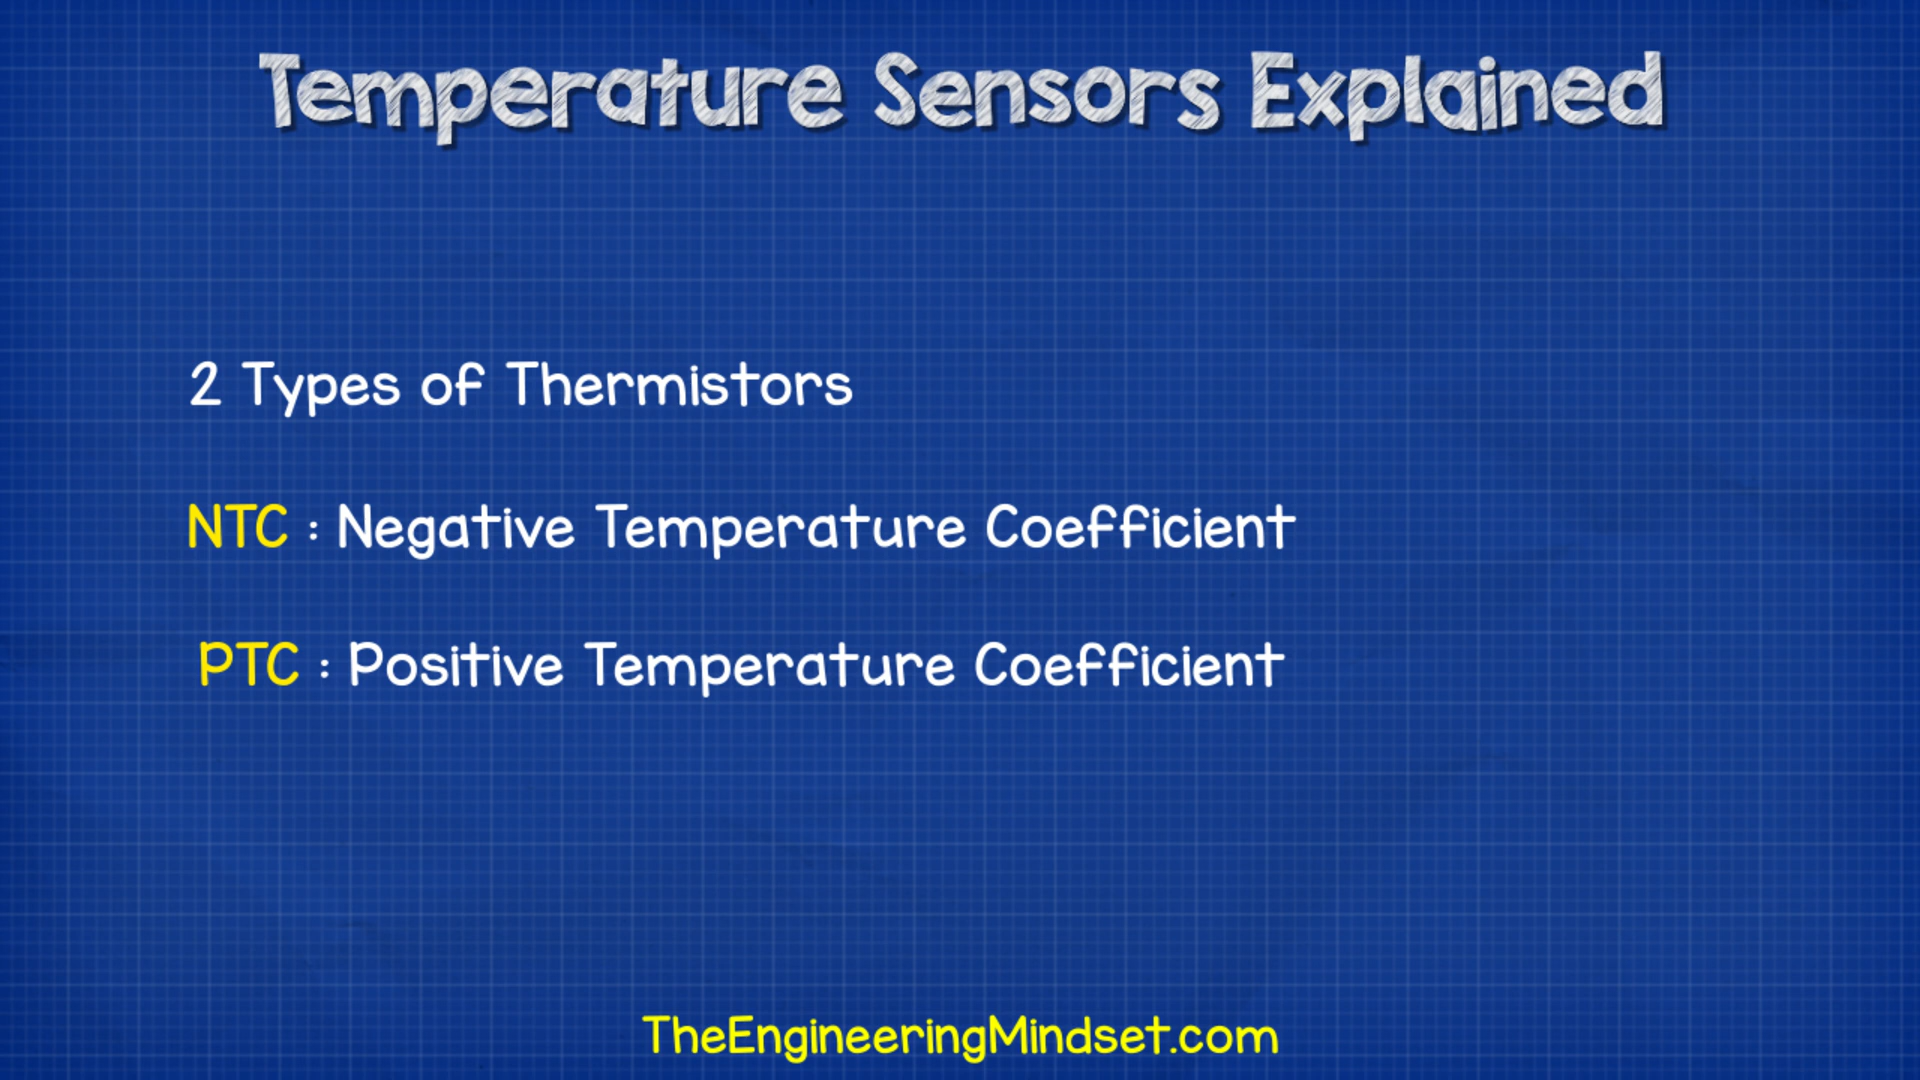 Temperature Sensors Explained
2 Types of Thermistors
NTC : Negative Temperature Coefficient
PTC : Positive Temperature Coefficient
TheEngineeringMindset.com